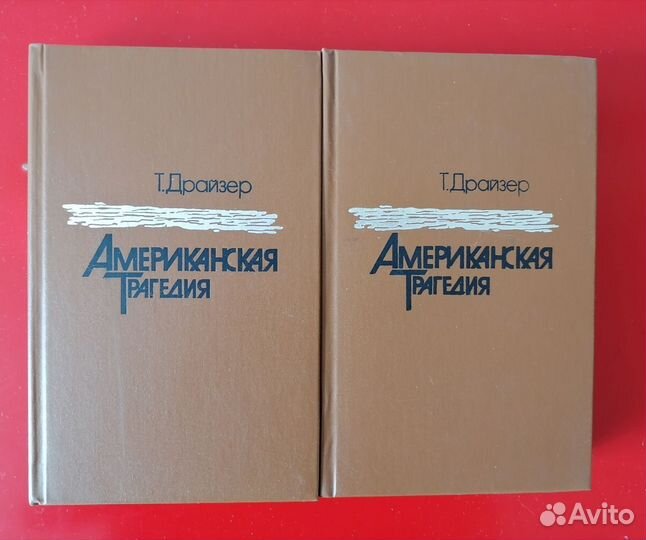 Т. Драйзер
Американская
Трагедия
Т. Драйзер
Американская
Трагедия
Avito